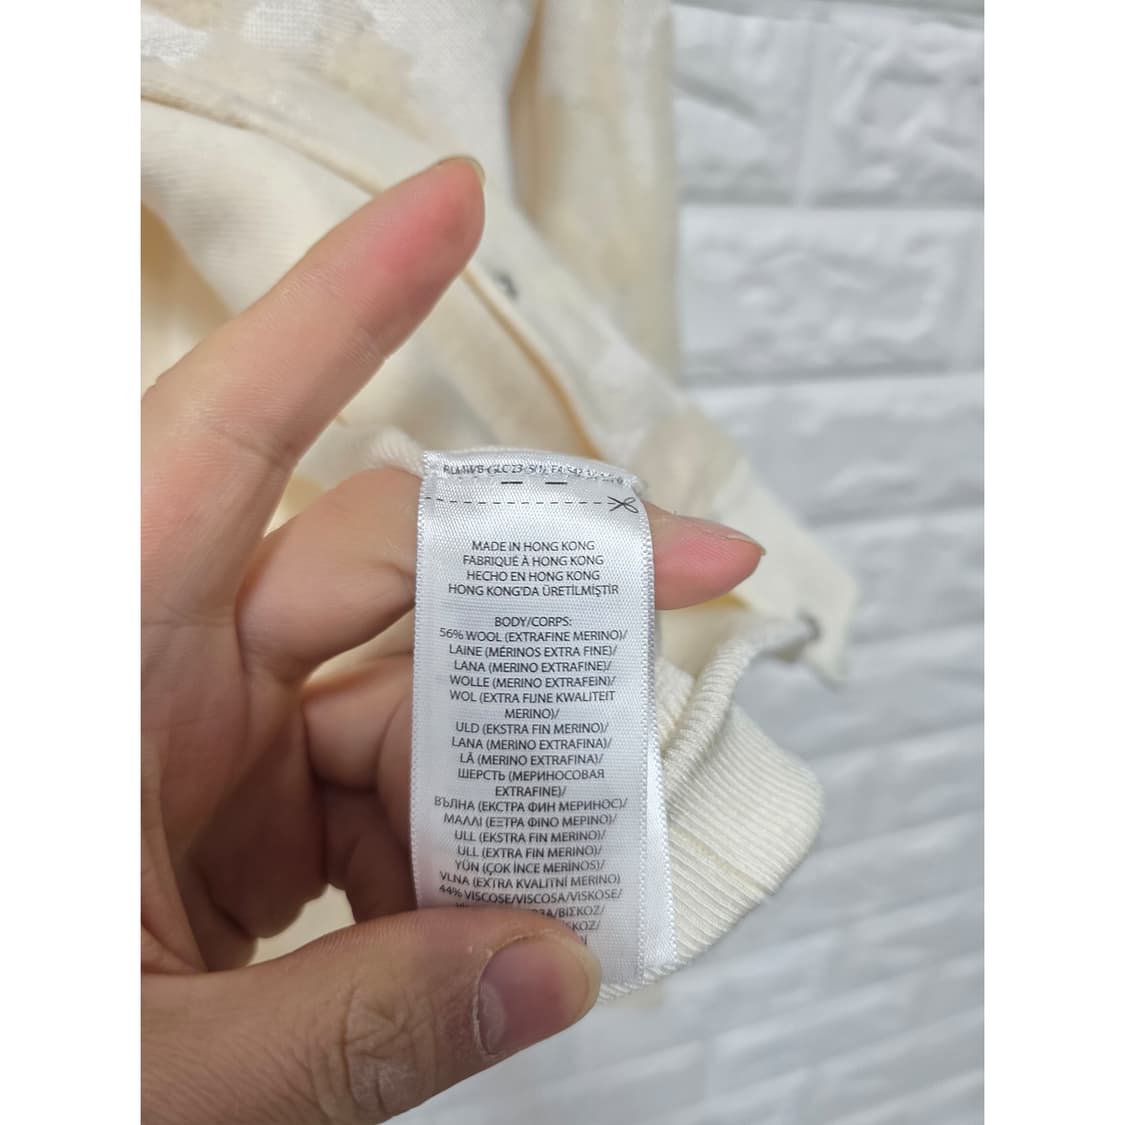 MADE IN HONG KONG
FABRIQUÉ À HONG KONG
HECHO EN HONG KONG
HONG KONG'DA ÜRETİLMİŞTİR
BODY/CORPS:
56% WOOL (EXTRAFINE MERINO)/
LAINE (MÉRINOS EXTRA FINE)/
LANA (MERINO EXTRAFINE)/
WOLLE (MERINO EXTRAFEIN)/
WOL (EXTRA FIJNE KWALITEIT
MERINO)/
ULD (EKSTRA FIN MERINO)/
LANA (MERINO EXTRAFINA)/
LÃ (MERINO EXTRAFINA)/
ШЕРСТЬ (МЕРИНОСОВАЯ
EXTRAFINE)/
ВЪЛНА (ЕКСТРА ФИН МЕРИНОС)/
ΜΑΛΛΙ (ΕΞΤΡΑ ΦΙΝΟ ΜΕΡΙΝΟ)/
ULL (EKSTRA FIN MERINO)/
ULL (EXTRA FIN MERINO)/
YÜN (ÇOK İNCE MERİNOS)/
VLNA (EXTRA KVALITNÍ MERINO)
44% VISCOSE/VISCOSA/VISKOSE/